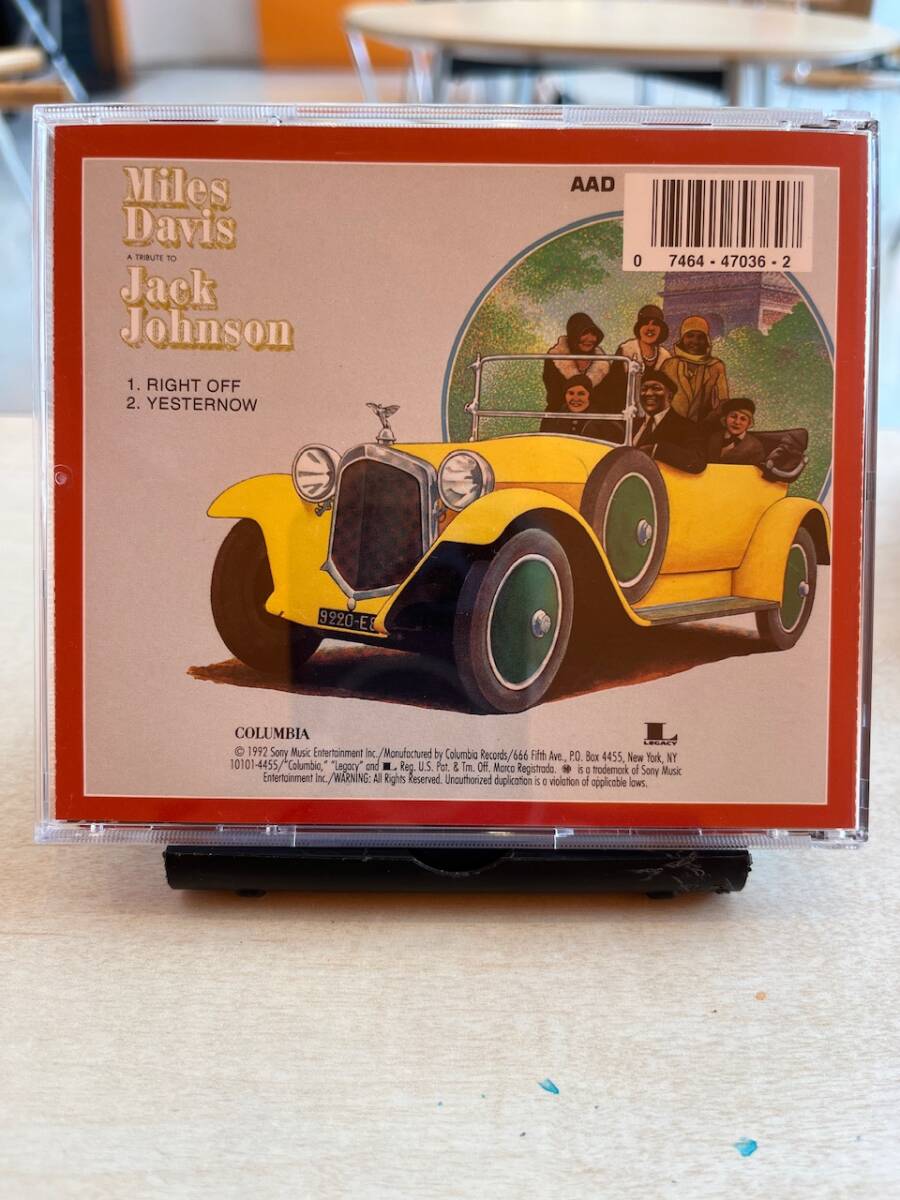 Miles
Davis
A TRIBUTE TO
Jack
Johnson
1. RIGHT OFF
2. YESTERNOW
AAD
0 7464 - 47036 - 2
9220-E8
COLUMBIA
L
LEGACY
© 1992 Sony Music Entertainment Inc./Manufactured by Columbia Records/666 Fifth Ave., P.O. Box 4455, New York, NY
10101-4455/"Columbia," "Legacy" and L Reg. U.S. Pat. & Tm. Off. Marca Registrada. is a trademark of Sony Music
Entertainment Inc./WARNING: All Rights Reserved. Unauthorized duplication is a violation of applicable laws.